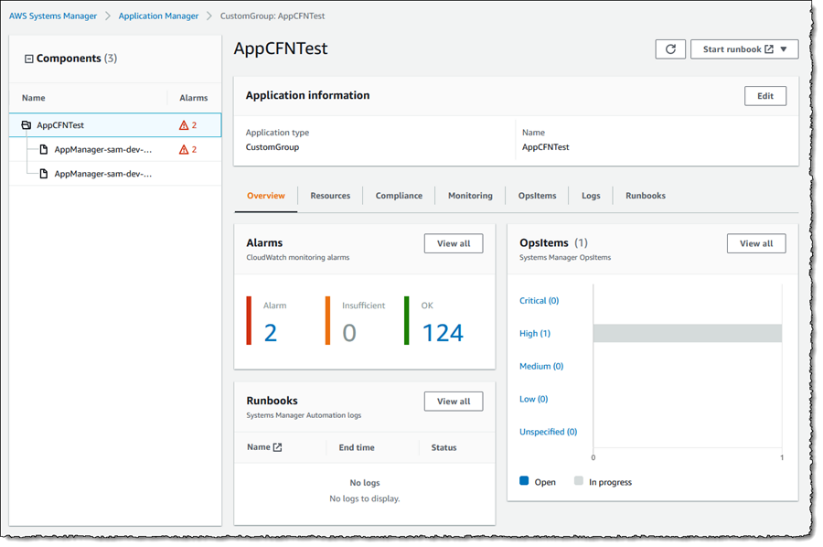 AWS Systems Manager > Application Manager > CustomGroup: AppCFNTest
Components (3)
Name Alarms
AppCFNTest 2
AppManager-sam-dev-... 2
AppManager-sam-dev-...
AppCFNTest
Start runbook
Application information
Edit
Application type
CustomGroup
Name
AppCFNTest
Overview Resources Compliance Monitoring OpsItems Logs Runbooks
Alarms
View all
CloudWatch monitoring alarms
Alarm
2
Insufficient
0
OK
124
Runbooks
View all
Systems Manager Automation logs
Name End time Status
No logs
No logs to display.
OpsItems (1)
View all
Systems Manager OpsItems
Critical (0)
High (1)
Medium (0)
Low (0)
Unspecified (0)
0 1
Open In progress